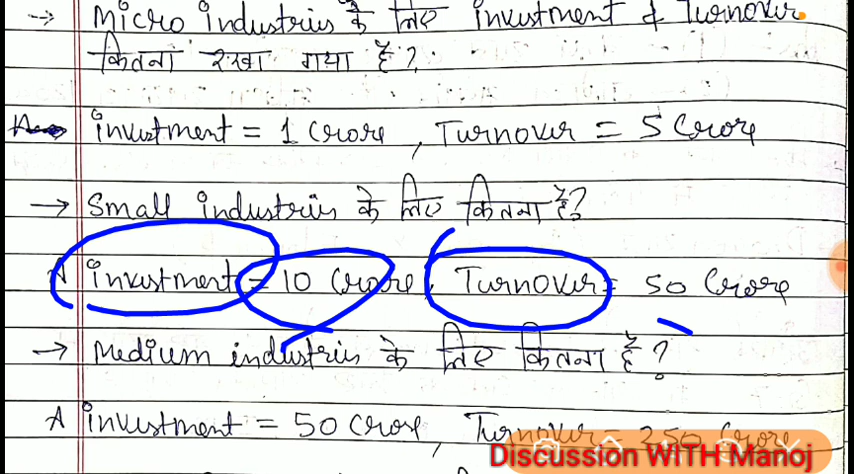 → Micro industries के लिए investment & Turnover
कितना रखा गया है?
investment = 1 Crore, Turnover = 5 Crore
→ Small industries के लिए कितना है?
A investment = 10 Crore, Turnover = 50 Crore
→ Medium industries के लिए कितना है?
A investment = 50 Crore, Turnover = 250 Crore
Discussion WITH Manoj